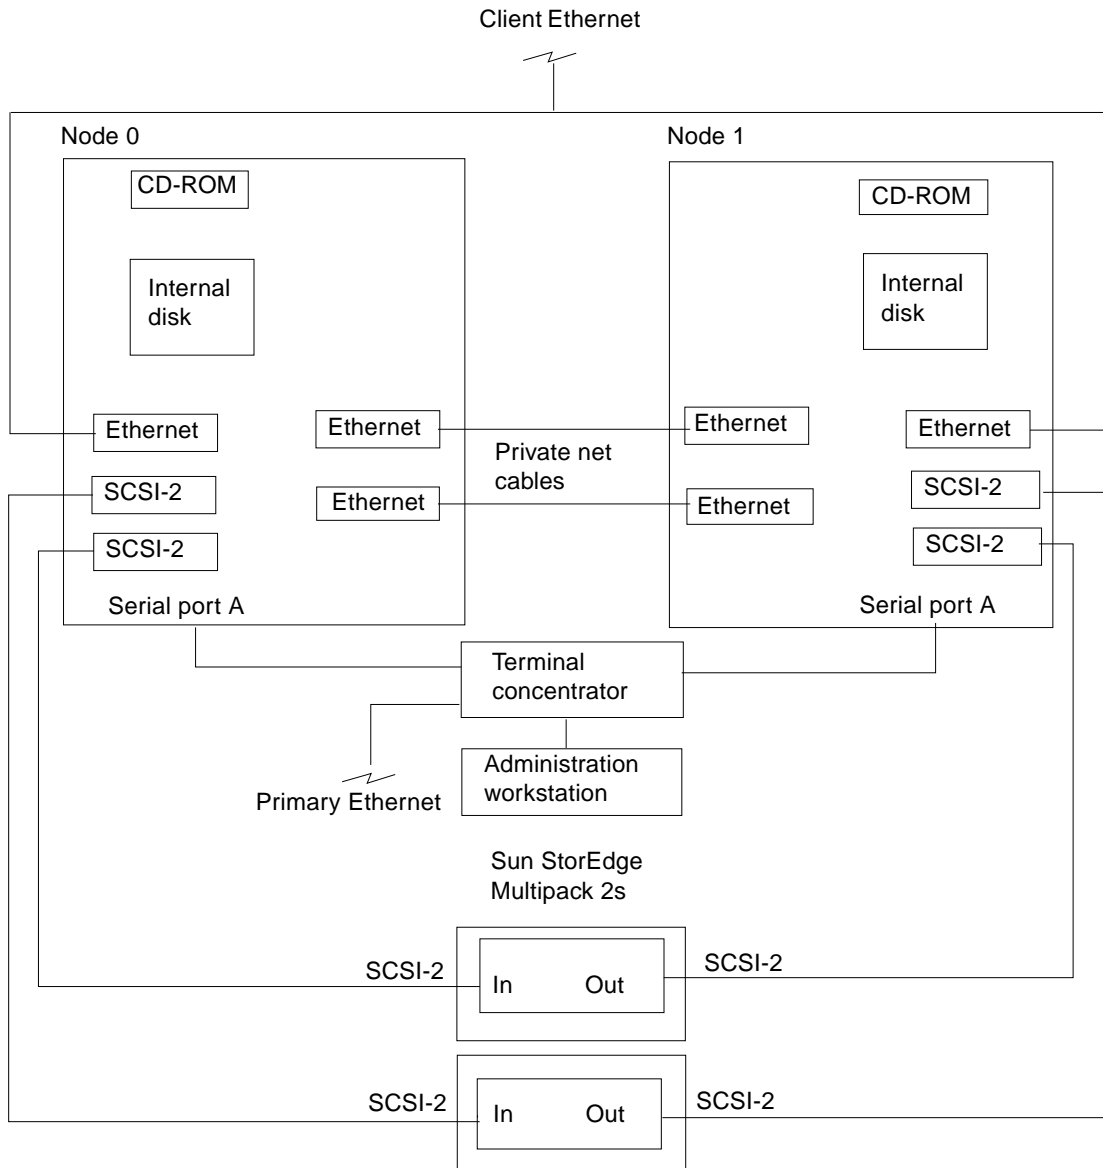 Client Ethernet
Node 0
Node 1
CD-ROM
CD-ROM
Internal
disk
Internal
disk
Ethernet
Ethernet
Ethernet
Ethernet
Private net
cables
SCSI-2
Ethernet
Ethernet
SCSI-2
SCSI-2
SCSI-2
Serial port A
Serial port A
Terminal
concentrator
Administration
workstation
Primary Ethernet
Sun StorEdge
Multipack 2s
SCSI-2
In
Out
SCSI-2
SCSI-2
In
Out
SCSI-2